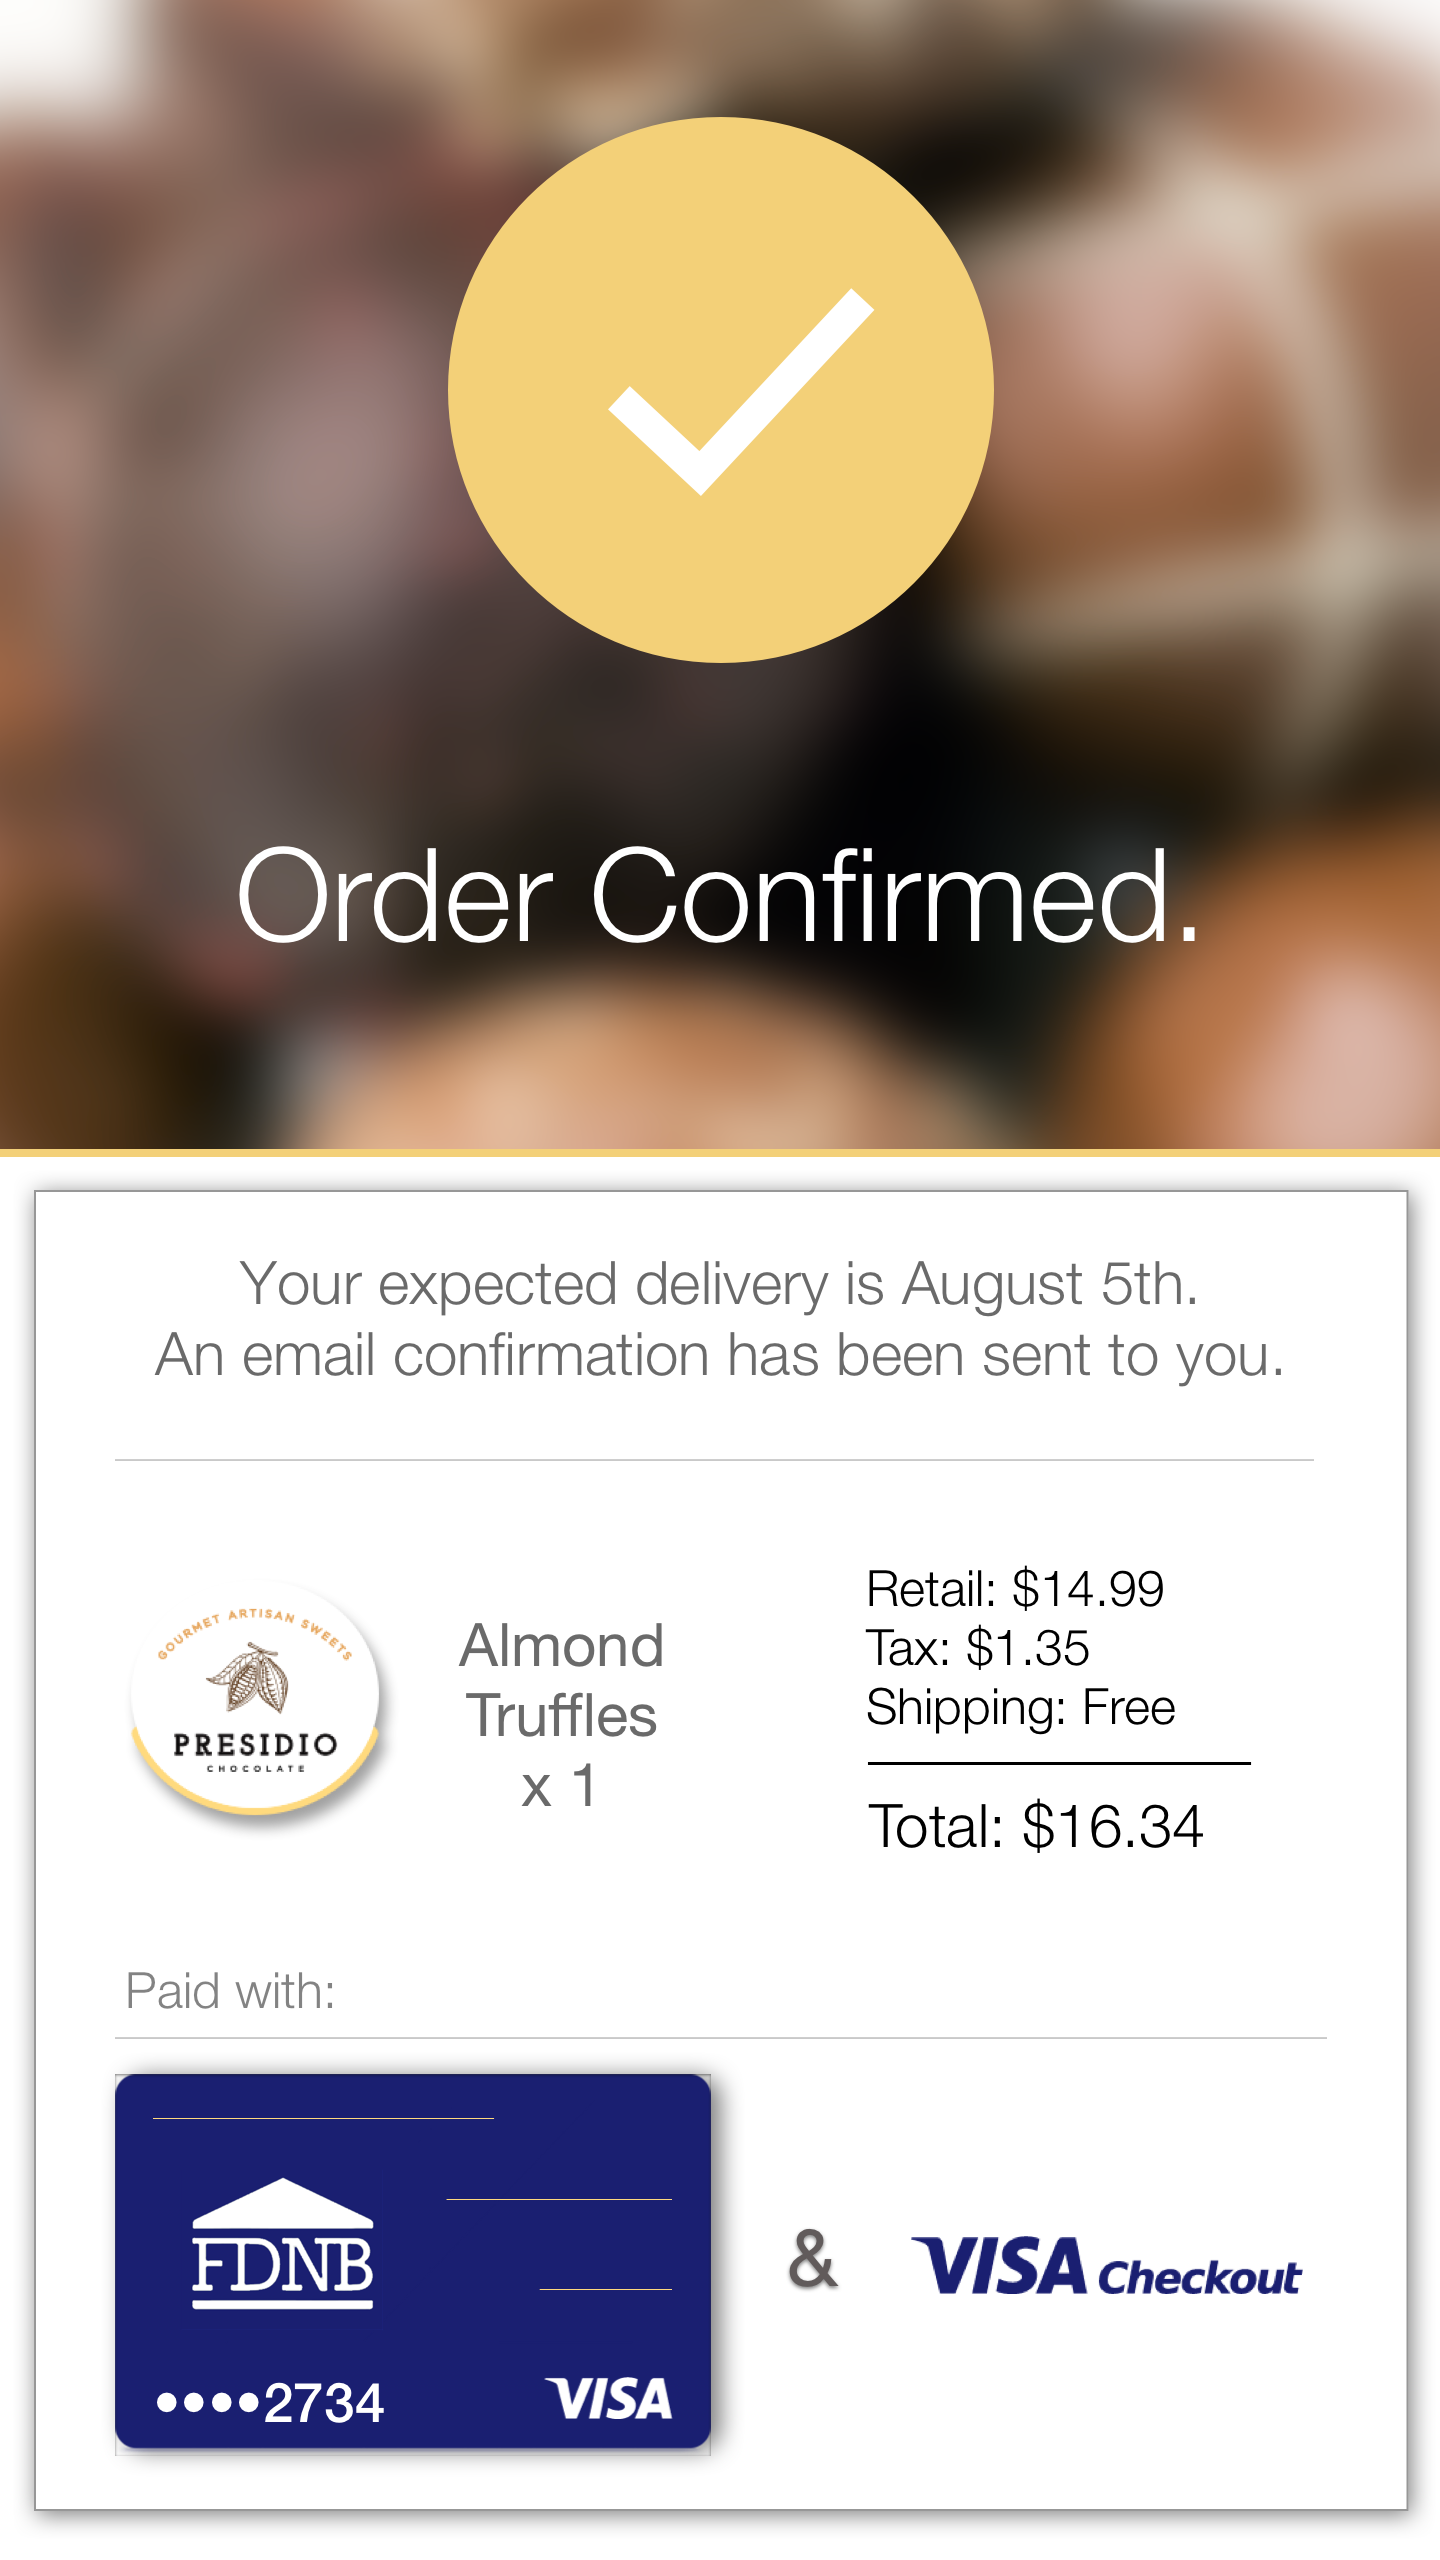 Order Confirmed.
Your expected delivery is August 5th.
An email confirmation has been sent to you.
GOURMET ARTISAN SWEETS
PRESIDIO
CHOCOLATE
Almond
Truffles
x 1
Retail: $14.99
Tax: $1.35
Shipping: Free
Total: $16.34
Paid with:
FDNB
••••2734
VISA
&
VISA Checkout